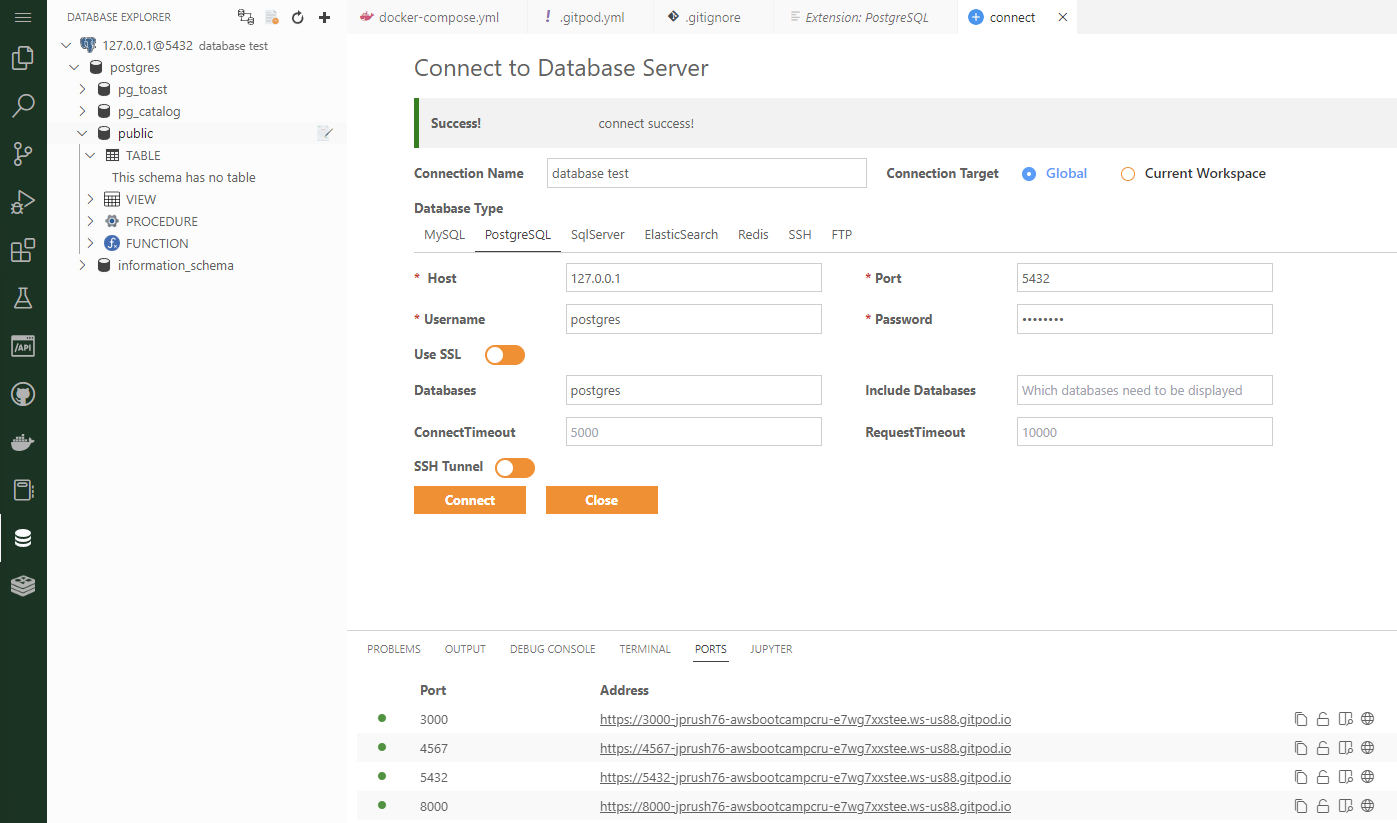 DATABASE EXPLORER
127.0.0.1@5432 database test
postgres
pg_toast
pg_catalog
public
TABLE
This schema has no table
VIEW
PROCEDURE
FUNCTION
information_schema
/API
docker-compose.yml
! .gitpod.yml
.gitignore
Extension: PostgreSQL
connect
Connect to Database Server
Success! connect success!
Connection Name database test Connection Target Global Current Workspace
Database Type
MySQL PostgreSQL SqlServer ElasticSearch Redis SSH FTP
* Host 127.0.0.1 * Port 5432
* Username postgres * Password ••••••••
Use SSL
Databases postgres Include Databases Which databases need to be displayed
ConnectTimeout 5000 RequestTimeout 10000
SSH Tunnel
Connect Close
PROBLEMS OUTPUT DEBUG CONSOLE TERMINAL PORTS JUPYTER
Port Address
3000 https://3000-jprush76-awsbootcampcru-e7wg7xxstee.ws-us88.gitpod.io
4567 https://4567-jprush76-awsbootcampcru-e7wg7xxstee.ws-us88.gitpod.io
5432 https://5432-jprush76-awsbootcampcru-e7wg7xxstee.ws-us88.gitpod.io
8000 https://8000-jprush76-awsbootcampcru-e7wg7xxstee.ws-us88.gitpod.io